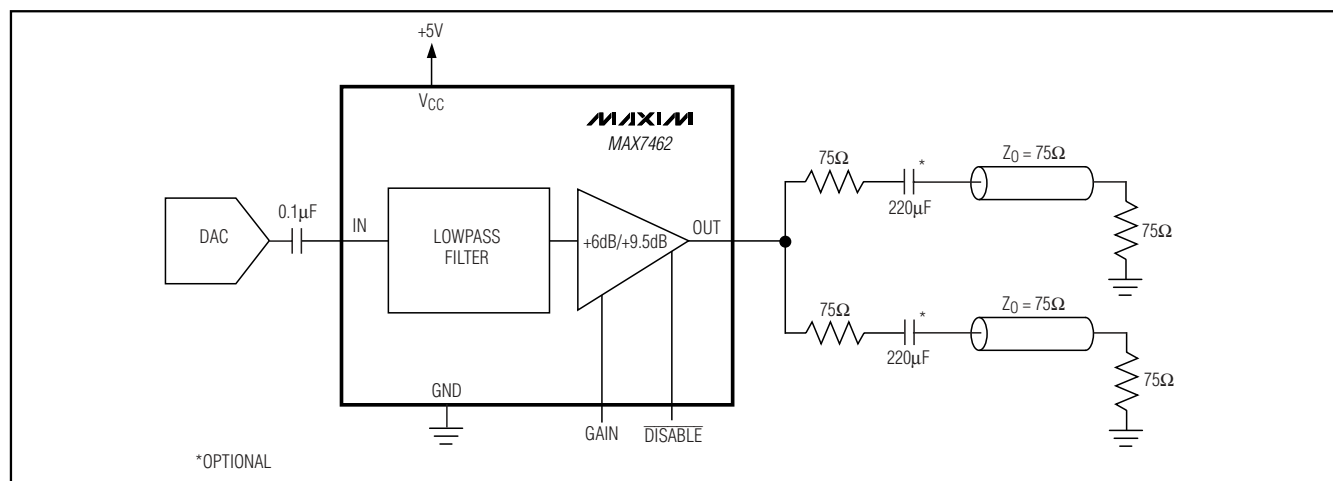 +5V
VCC
MAXIM
MAX7462
DAC
0.1µF
IN
LOWPASS
FILTER
+6dB/+9.5dB
OUT
GND
GAIN
DISABLE
75Ω
*
220µF
Z0 = 75Ω
75Ω
75Ω
*
220µF
Z0 = 75Ω
75Ω
*OPTIONAL